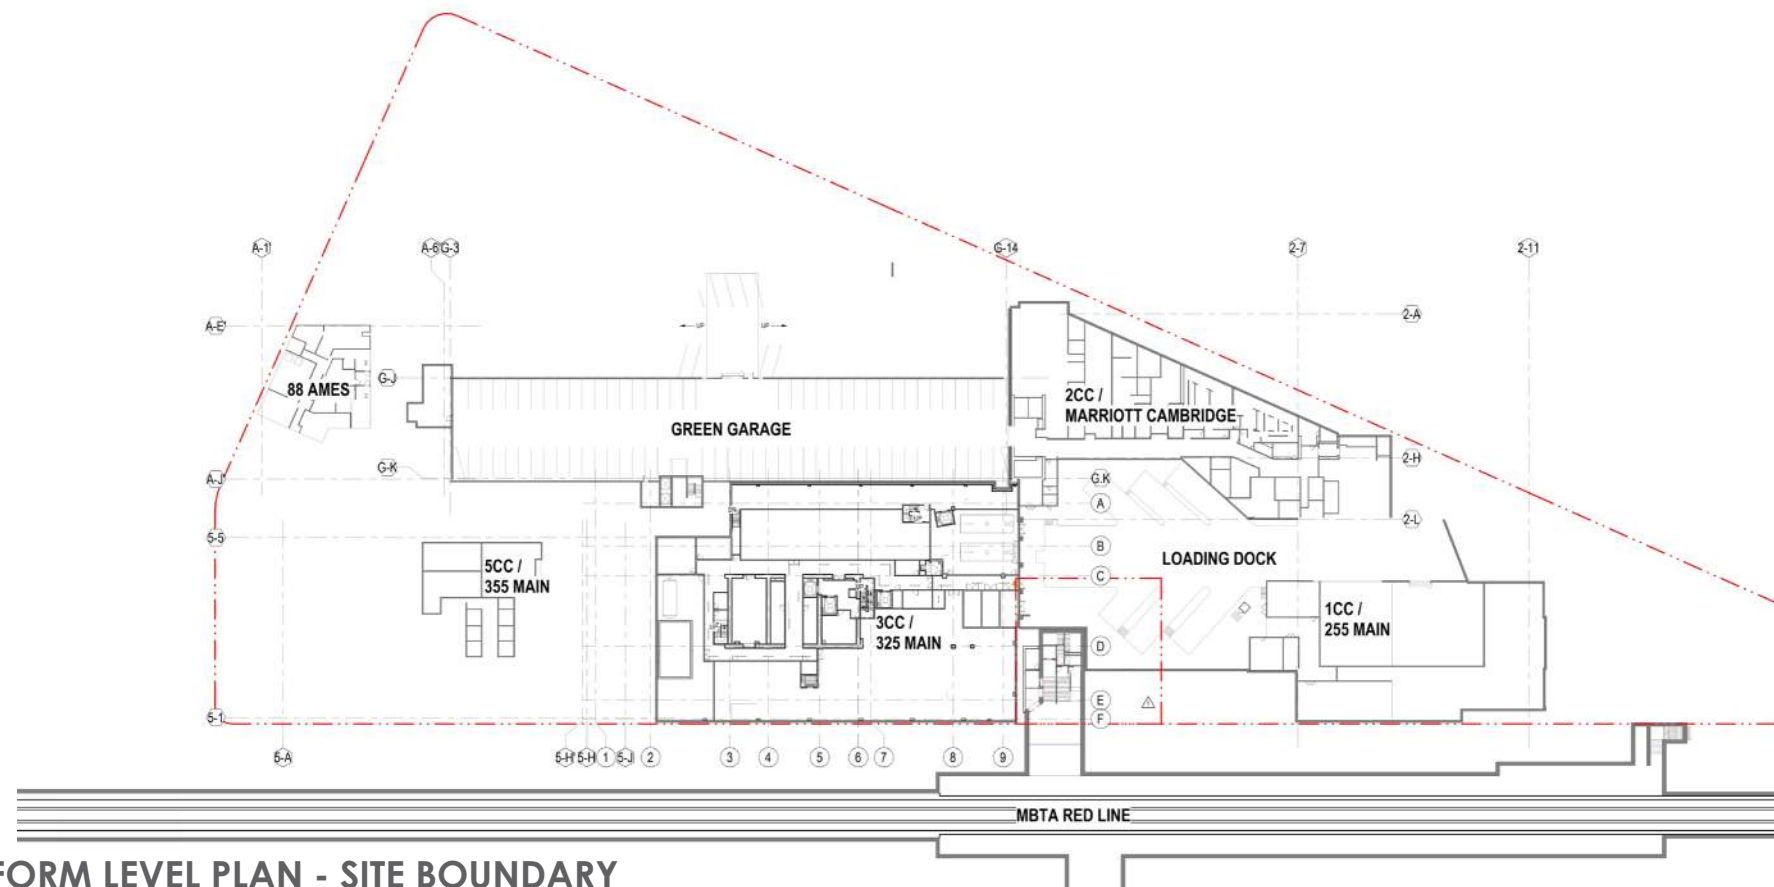 A-1'
A-6'
G-3
G-14
2-7
2-11
2-A
A-E'
UP
UP
G-J
88 AMES
2CC /
MARRIOTT CAMBRIDGE
GREEN GARAGE
2-H
G-K
A-J'
G.K
A
2-L
5-5
B
LOADING DOCK
5CC /
355 MAIN
C
1CC /
255 MAIN
3CC /
325 MAIN
D
E
5-1
F
5-A
5-H'
5-H
1
5-J
2
3
4
5
6
7
8
9
MBTA RED LINE
FORM LEVEL PLAN - SITE BOUNDARY